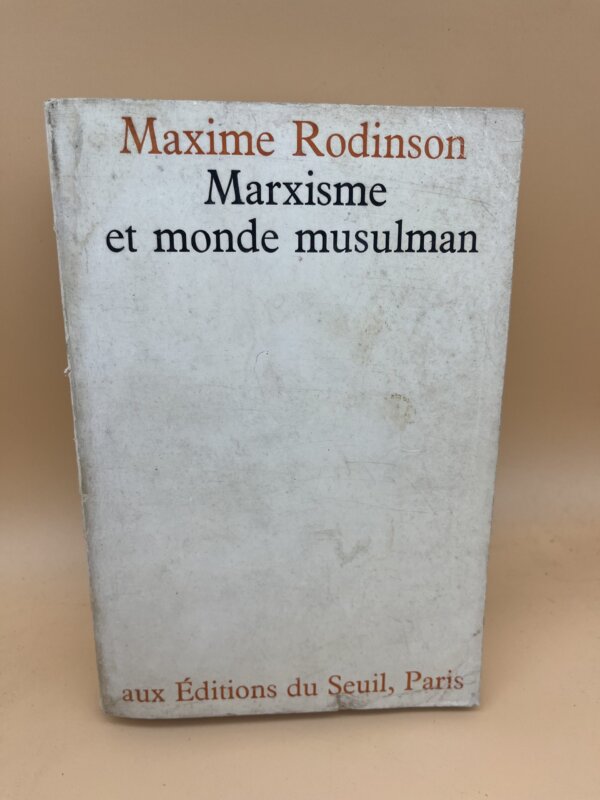 Maxime Rodinson
Marxisme
et monde musulman
aux Éditions du Seuil, Paris